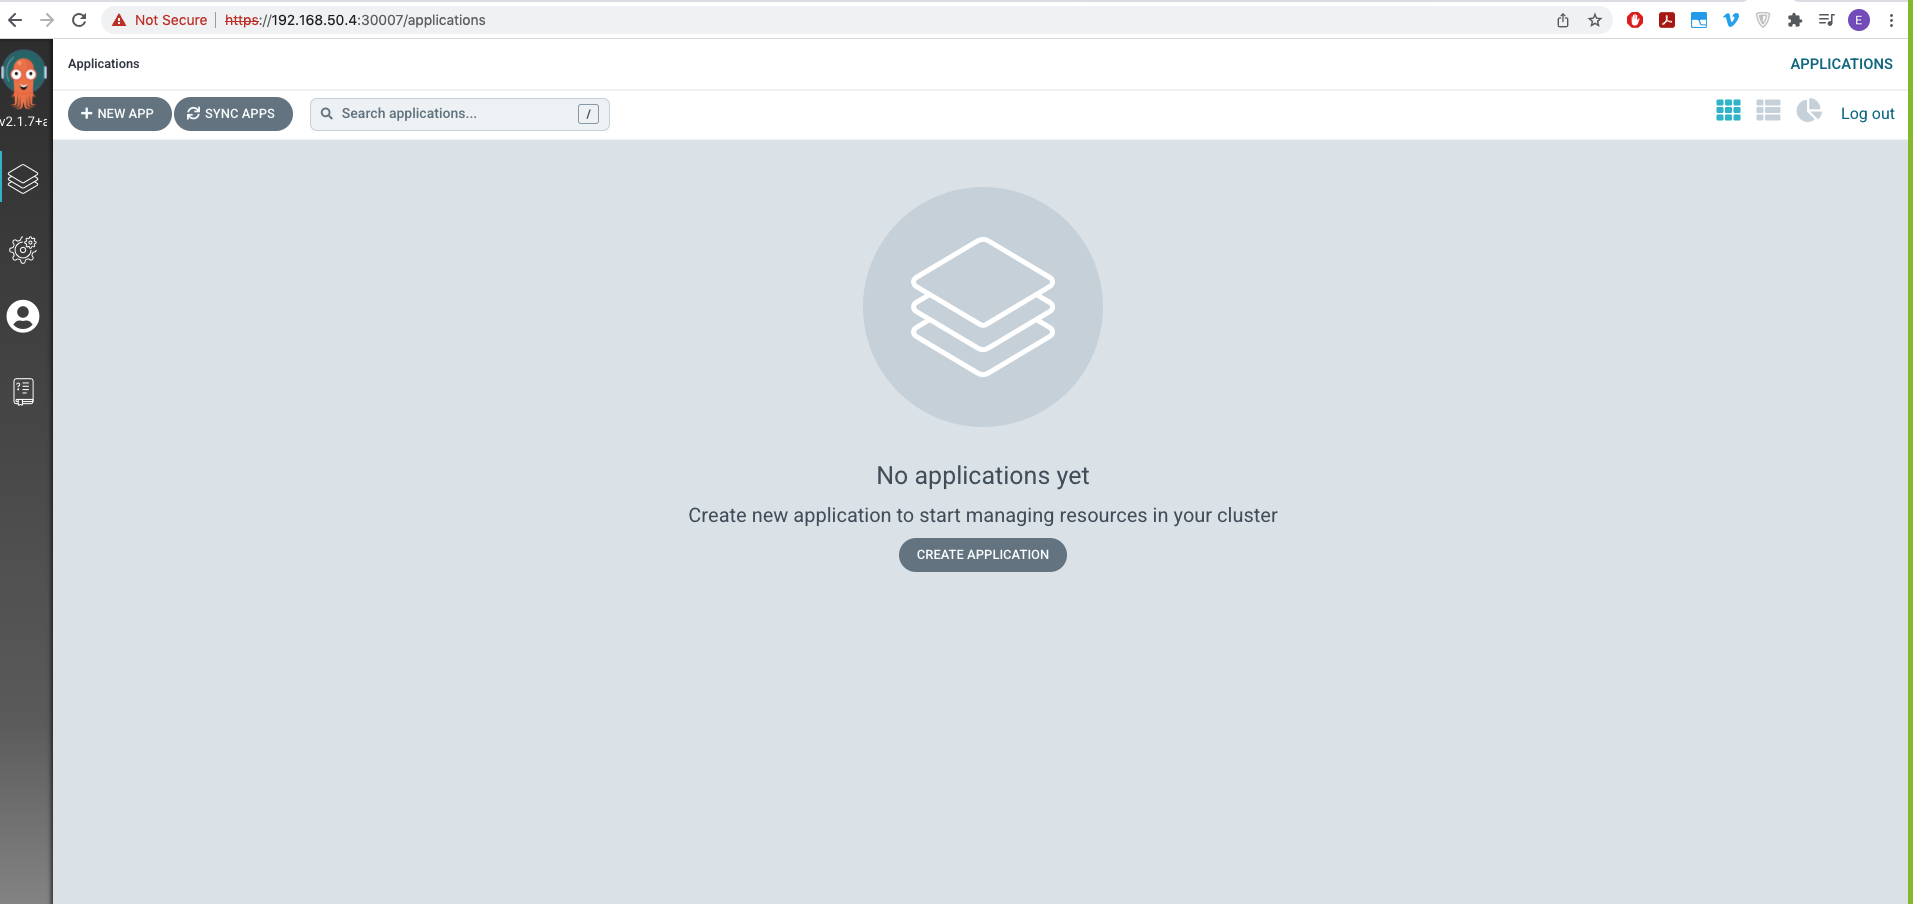 Not Secure https://192.168.50.4:30007/applications E
Applications APPLICATIONS
NEW APP SYNC APPS Search applications... / Log out
v2.1.7+a
No applications yet
Create new application to start managing resources in your cluster
CREATE APPLICATION